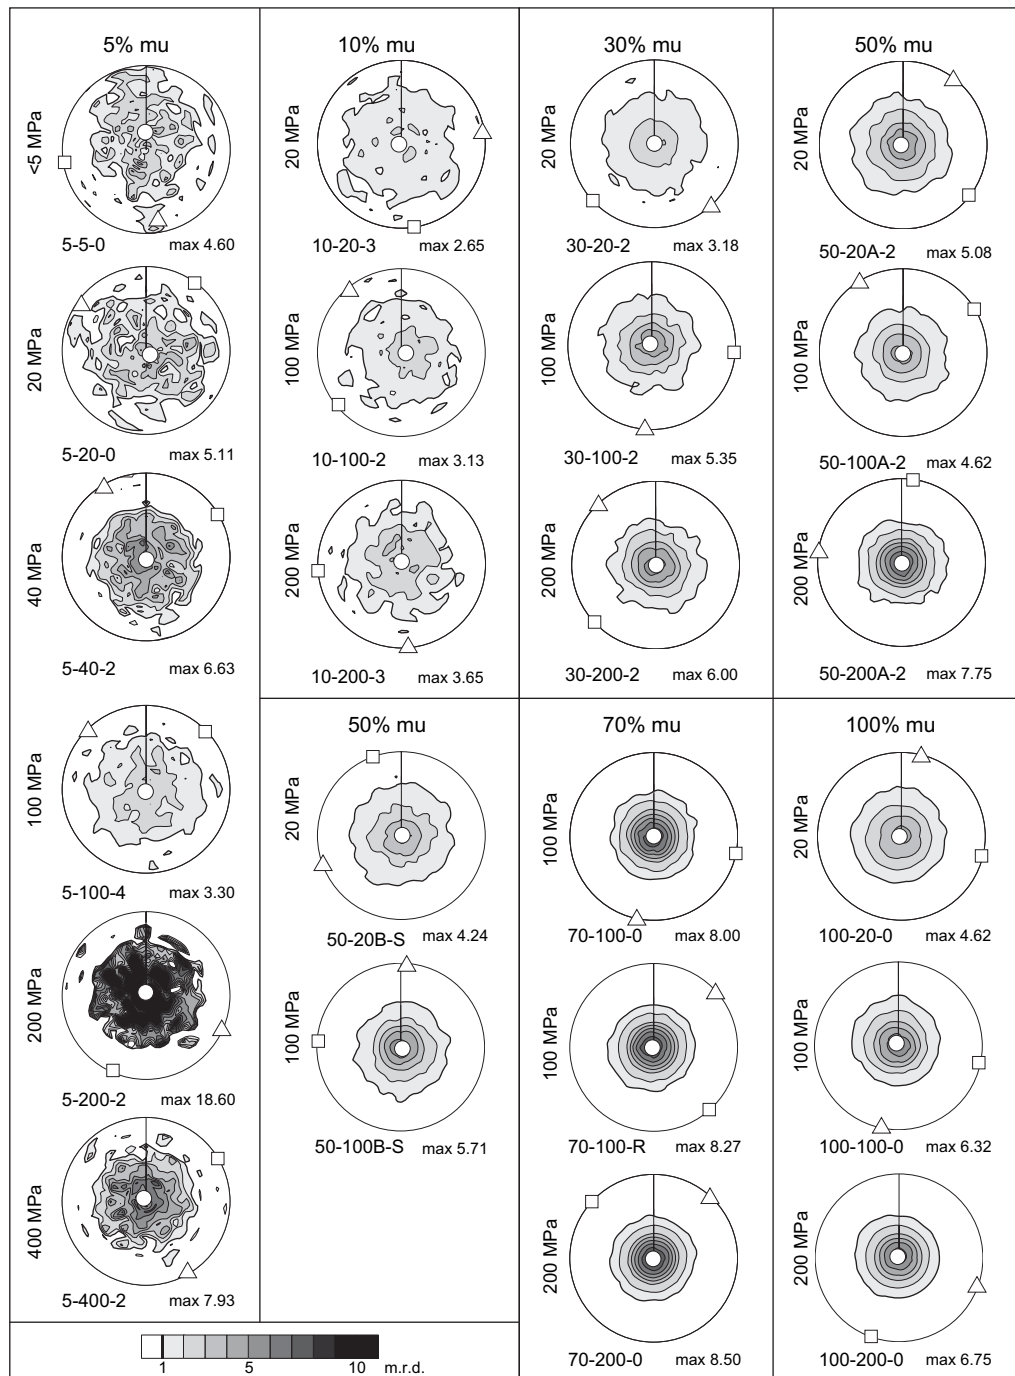 5% mu
<5 MPa
5-5-0 max 4.60
20 MPa
5-20-0 max 5.11
40 MPa
5-40-2 max 6.63
100 MPa
5-100-4 max 3.30
200 MPa
5-200-2 max 18.60
400 MPa
5-400-2 max 7.93
10% mu
20 MPa
10-20-3 max 2.65
100 MPa
10-100-2 max 3.13
200 MPa
10-200-3 max 3.65
30% mu
20 MPa
30-20-2 max 3.18
100 MPa
30-100-2 max 5.35
200 MPa
30-200-2 max 6.00
50% mu
20 MPa
50-20A-2 max 5.08
100 MPa
50-100A-2 max 4.62
200 MPa
50-200A-2 max 7.75
50% mu
20 MPa
50-20B-S max 4.24
100 MPa
50-100B-S max 5.71
70% mu
100 MPa
70-100-0 max 8.00
100 MPa
70-100-R max 8.27
200 MPa
70-200-0 max 8.50
100% mu
20 MPa
100-20-0 max 4.62
100 MPa
100-100-0 max 6.32
200 MPa
100-200-0 max 6.75
1 5 10 m.r.d.